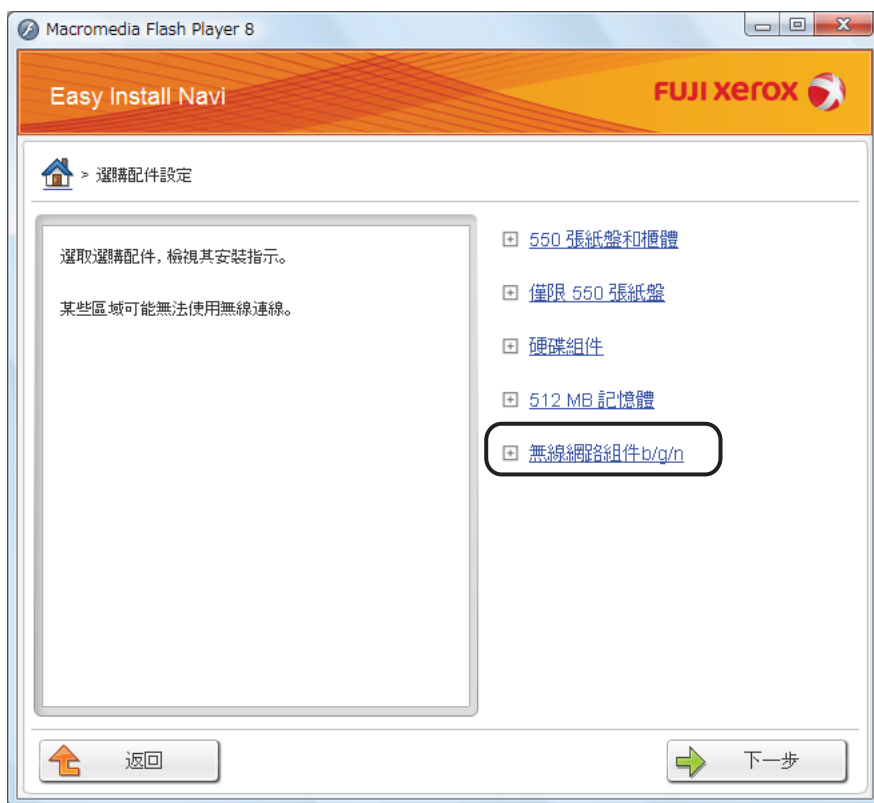 Macromedia Flash Player 8
Easy Install Navi
FUJI xerox
> 選購配件設定
選取選購配件, 檢視其安裝指示。
某些區域可能無法使用無線連線。
550 張紙盤和櫃體
僅限 550 張紙盤
硬碟組件
512 MB 記憶體
無線網路組件b/g/n
返回
下一步